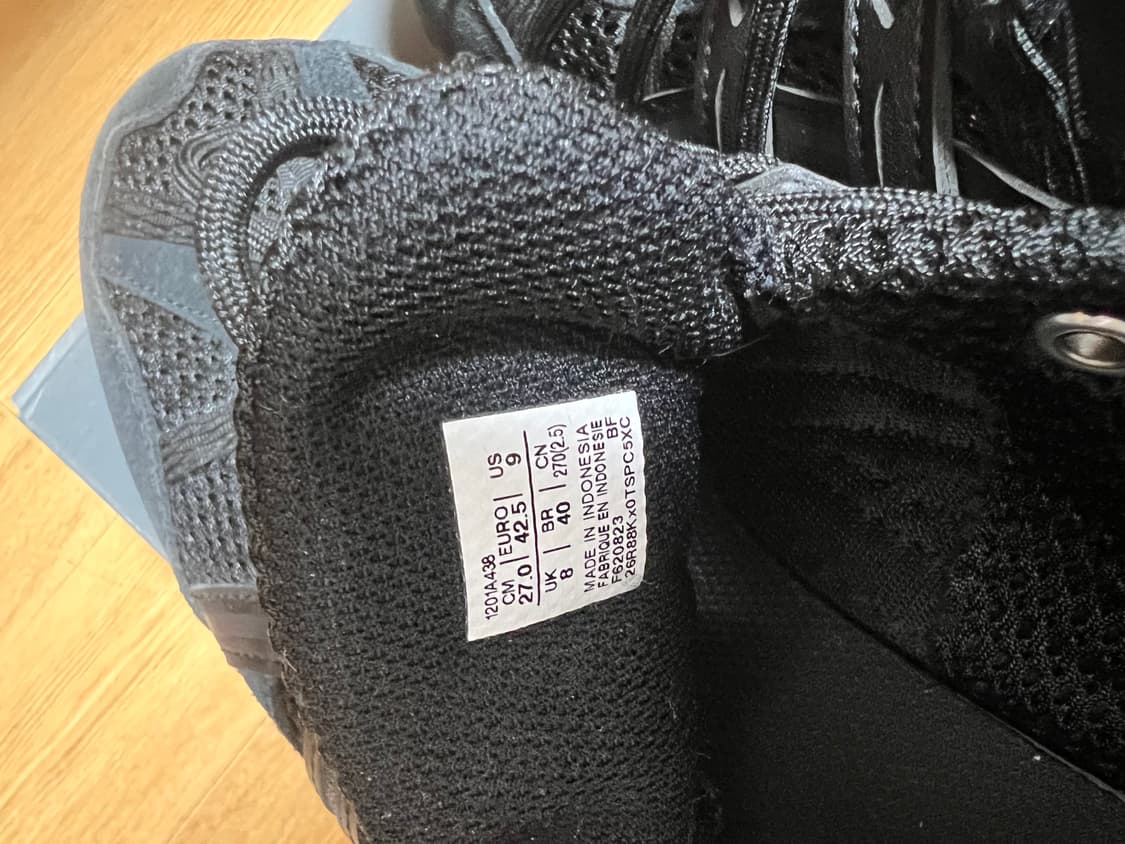 1201A438
CM | EURO | US
27.0 | 42.5 | 9
UK | BR | CN
8 | 40 | 270(2.5)
MADE IN INDONESIA
FABRIQUE EN INDONESIE
F620823 BF
26R88Kx0TSPC5XC